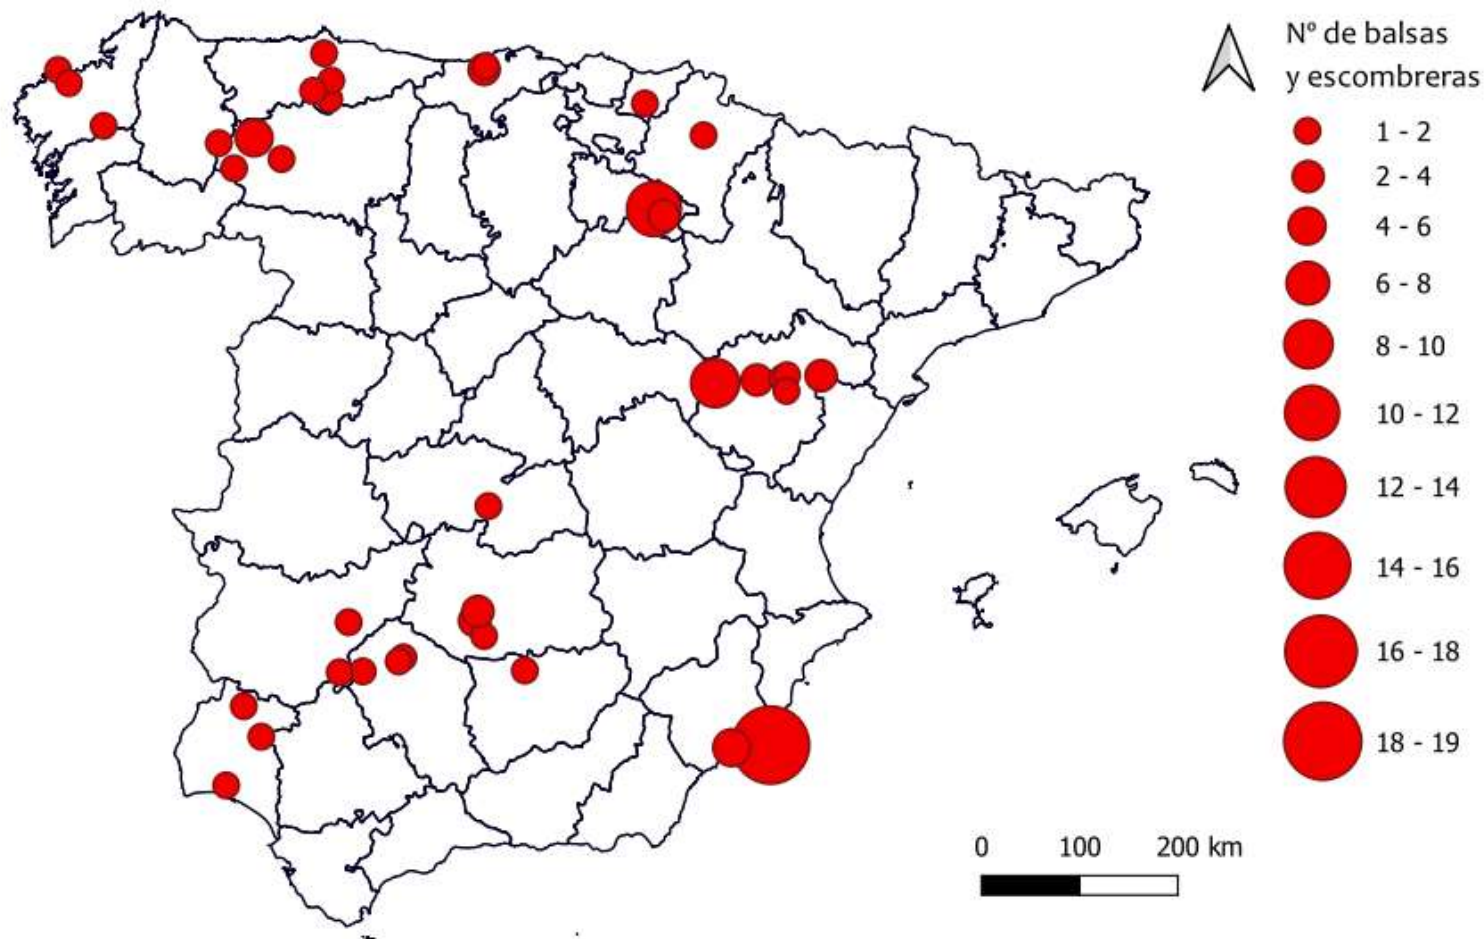 Nº de balsas
y escombreras
1 - 2
2 - 4
4 - 6
6 - 8
8 - 10
10 - 12
12 - 14
14 - 16
16 - 18
18 - 19
0 100 200 km